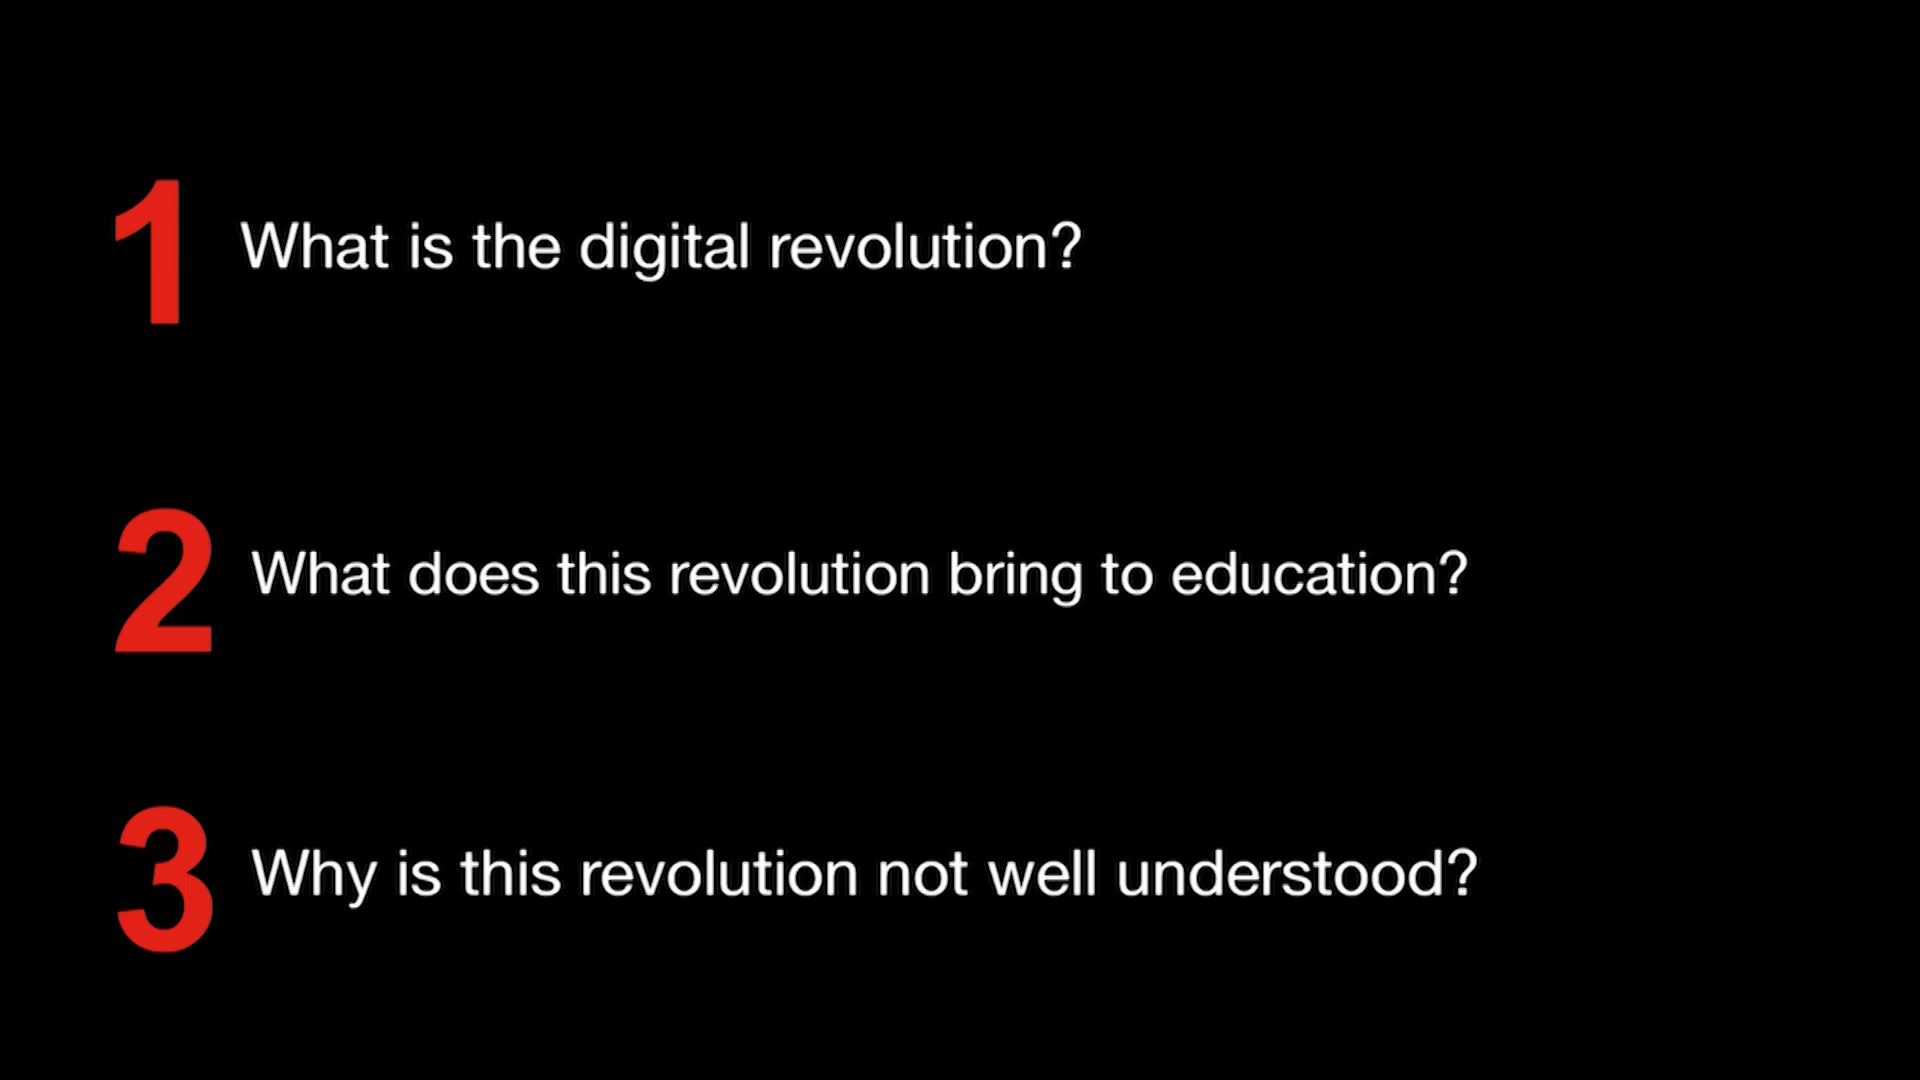 1 What is the digital revolution?
2 What does this revolution bring to education?
3 Why is this revolution not well understood?